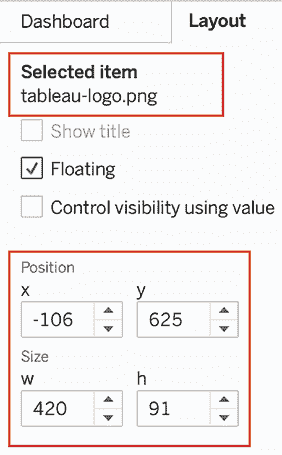 Dashboard Layout
Selected item
tableau-logo.png
Show title
Floating
Control visibility using value
Position
x y
-106 625
Size
w h
420 91